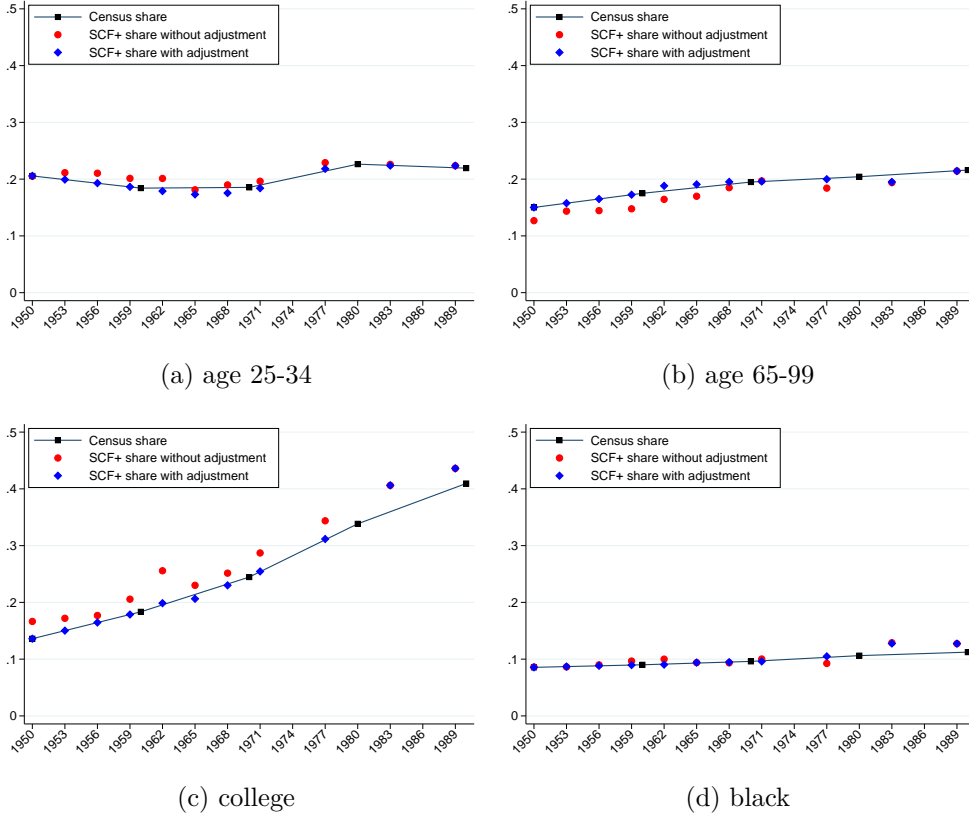 Census share
SCF+ share without adjustment
SCF+ share with adjustment
.5
.4
.3
.2
.1
0
1950 1953 1956 1959 1962 1965 1968 1971 1974 1977 1980 1983 1986 1989
(a) age 25-34
Census share
SCF+ share without adjustment
SCF+ share with adjustment
.5
.4
.3
.2
.1
0
1950 1953 1956 1959 1962 1965 1968 1971 1974 1977 1980 1983 1986 1989
(b) age 65-99
Census share
SCF+ share without adjustment
SCF+ share with adjustment
.5
.4
.3
.2
.1
0
1950 1953 1956 1959 1962 1965 1968 1971 1974 1977 1980 1983 1986 1989
(c) college
Census share
SCF+ share without adjustment
SCF+ share with adjustment
.5
.4
.3
.2
.1
0
1950 1953 1956 1959 1962 1965 1968 1971 1974 1977 1980 1983 1986 1989
(d) black